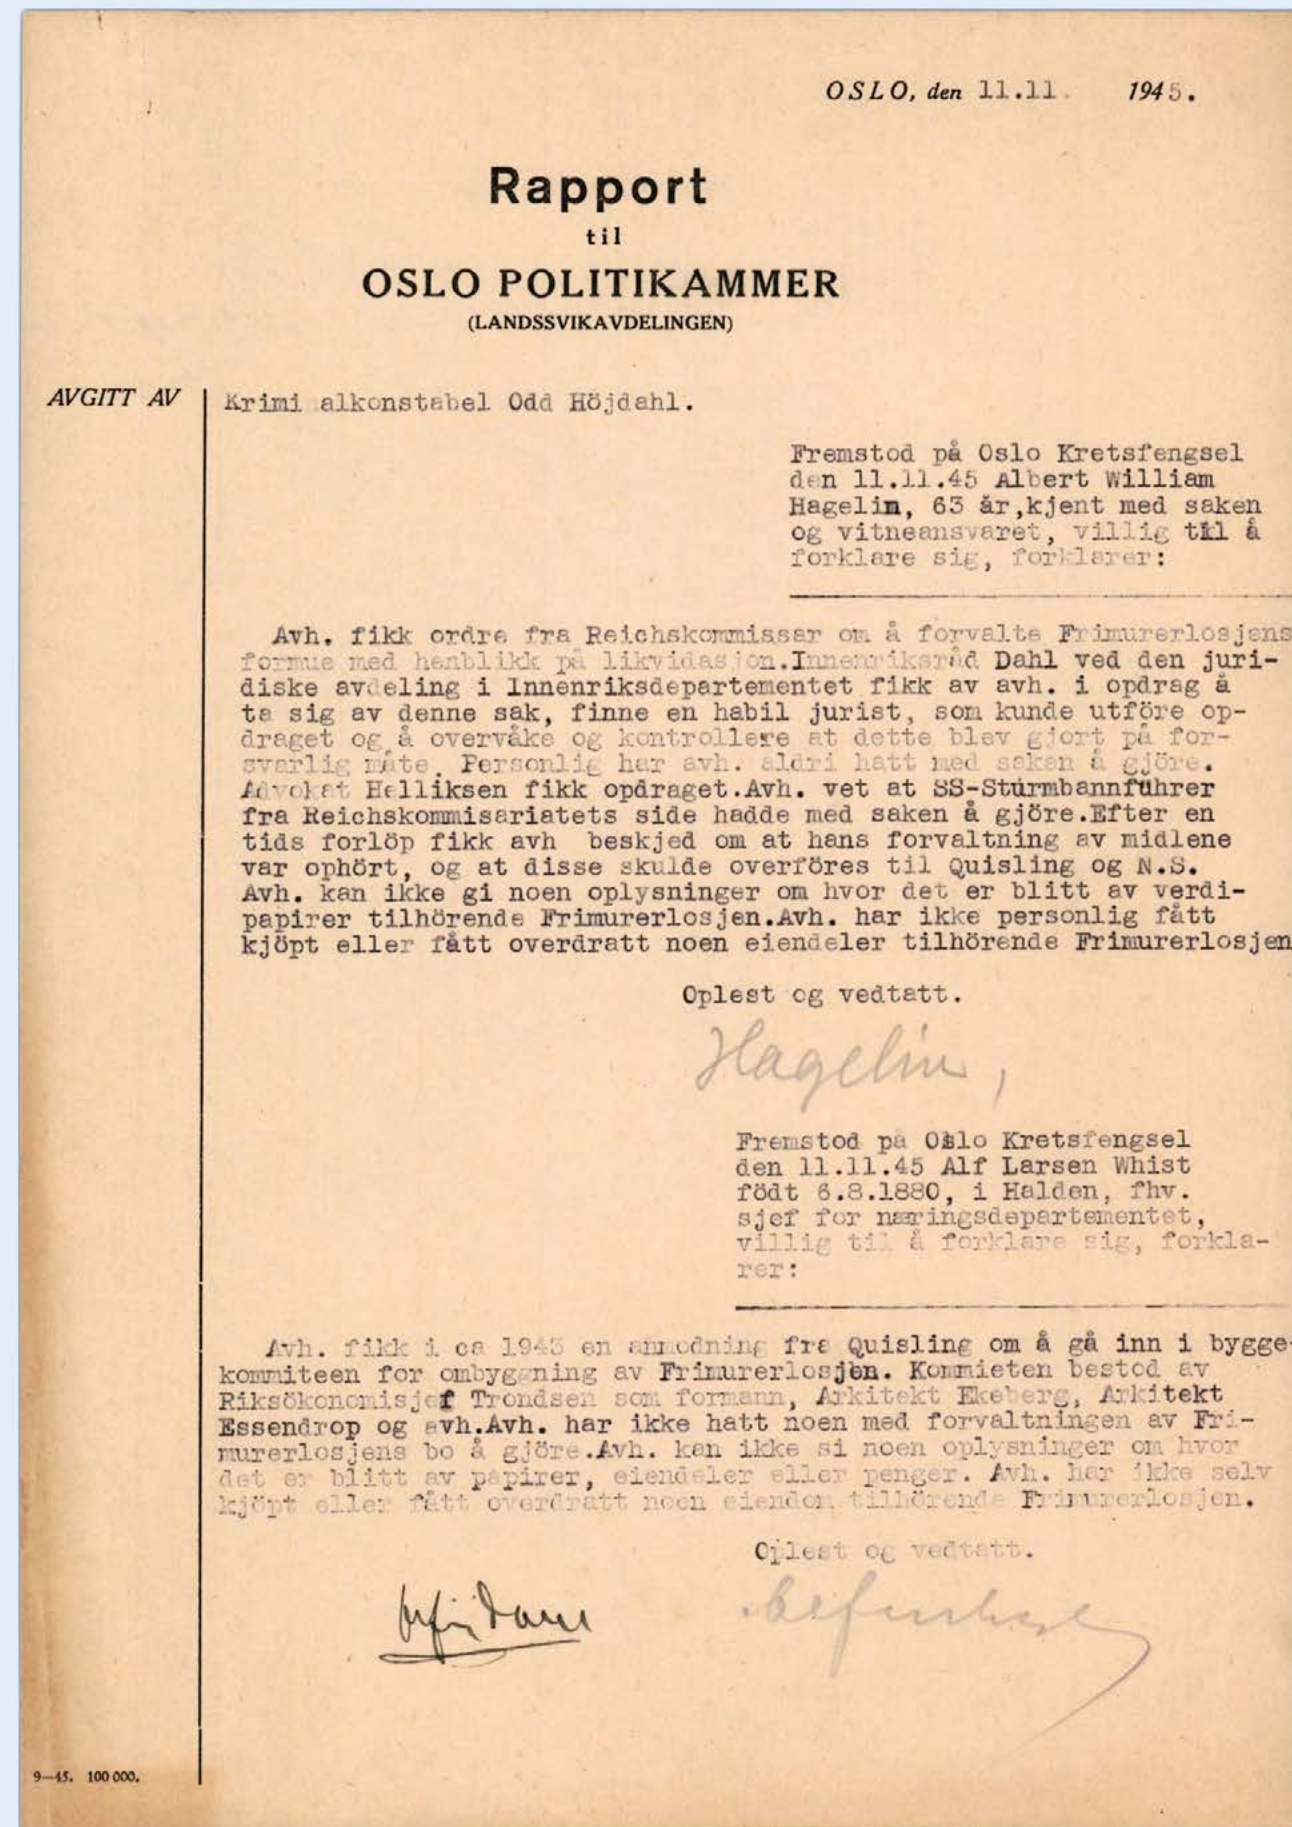 OSLO, den 11.11. 1945.
Rapport
til
OSLO POLITIKAMMER
(LANDSSVIKAVDELINGEN)
AVGITT AV
Krimi alkonstabel Odd Höjdahl.
Fremstod på Oslo Kretsfengsel
den 11.11.45 Albert William
Hagelin, 63 år,kjent med saken
og vitneansvaret, villig til å
forklare sig, forklarer:
Avh. fikk ordre fra Reichskommissar om å forvalte Frimurerlosjens
formue med henblikk på likvidasjon.Innenriksråd Dahl ved den juri-
diske avdeling i Innenriksdepartementet fikk av avh. i opdrag å
ta sig av denne sak, finne en habil jurist, som kunde utföre op-
draget og å overvåke og kontrollere at dette blev gjort på for-
svarlig måte. Personlig har avh. aldri hatt med saken å gjöre.
Advokat Helliksen fikk opdraget.Avh. vet at SS-Sturmbannführer
fra Reichskommisariatets side hadde med saken å gjöre.Efter en
tids forlöp fikk avh beskjed om at hans forvaltning av midlene
var ophört, og at disse skulde overföres til Quisling og N.S.
Avh. kan ikke gi noen oplysninger om hvor det er blitt av verdi-
papirer tilhörende Frimurerlosjen.Avh. har ikke personlig fått
kjöpt eller fått overdratt noen eiendeler tilhörende Frimurerlosjen
Oplest og vedtatt.
Hagelin,
Fremstod på Oslo Kretsfengsel
den 11.11.45 Alf Larsen Whist
födt 6.8.1880, i Halden, fhv.
sjef for næringsdepartementet,
villig til å forklare sig, forkla-
rer:
Avh. fikk i ca 1943 en anmodning fra Quisling om å gå inn i bygge-
kommiteen for ombygning av Frimurerlosjen. Kommieten bestod av
Riksökonomisjef Trondsen som formann, Arkitekt Ekeberg, Arkitekt
Essendrop og avh.Avh. har ikke hatt noen med forvaltningen av Fri-
murerlosjens bo å gjöre.Avh. kan ikke si noen oplysninger om hvor
det er blitt av papirer, eiendeler eller penger. Avh. har ikke selv
kjöpt eller fått overdratt noen eiendom tilhörende Frimurerlosjen.
Oplest og vedtatt.
9—45. 100 000.